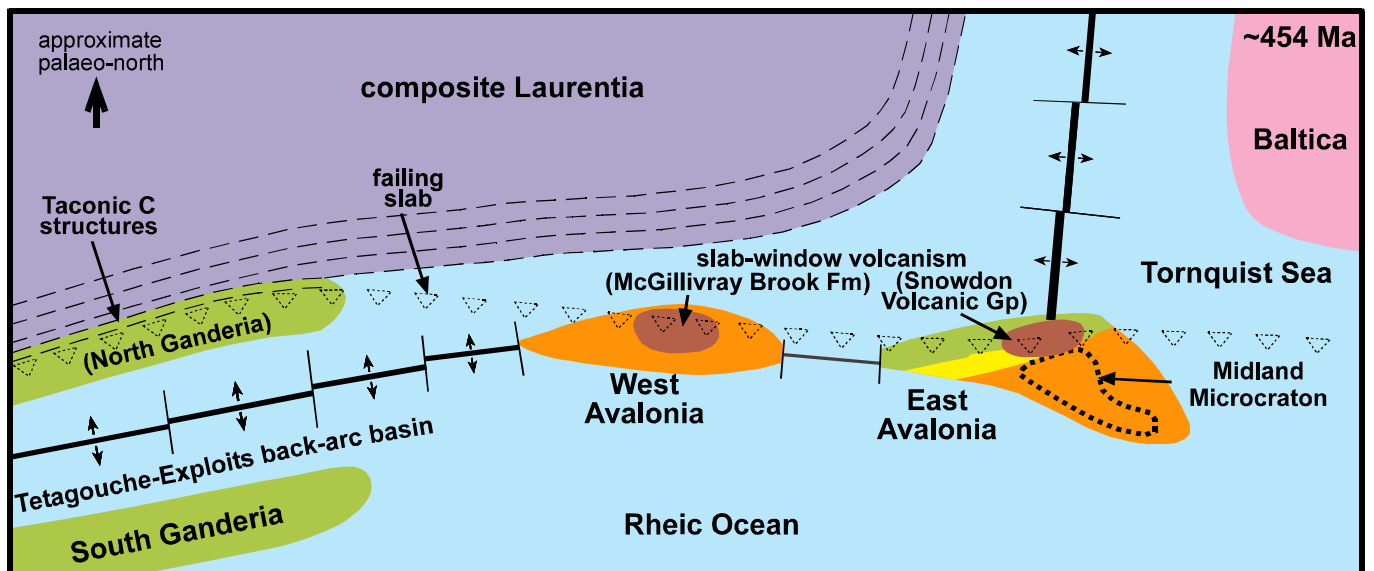 approximate
palaeo-north
composite Laurentia
~454 Ma
Baltica
failing
slab
Taconic C
structures
slab-window volcanism
(McGillivray Brook Fm)
(Snowdon
Volcanic Gp)
Tornquist Sea
(North Ganderia)
West
Avalonia
East
Avalonia
Midland
Microcraton
Tetagouche-Exploits back-arc basin
South Ganderia
Rheic Ocean